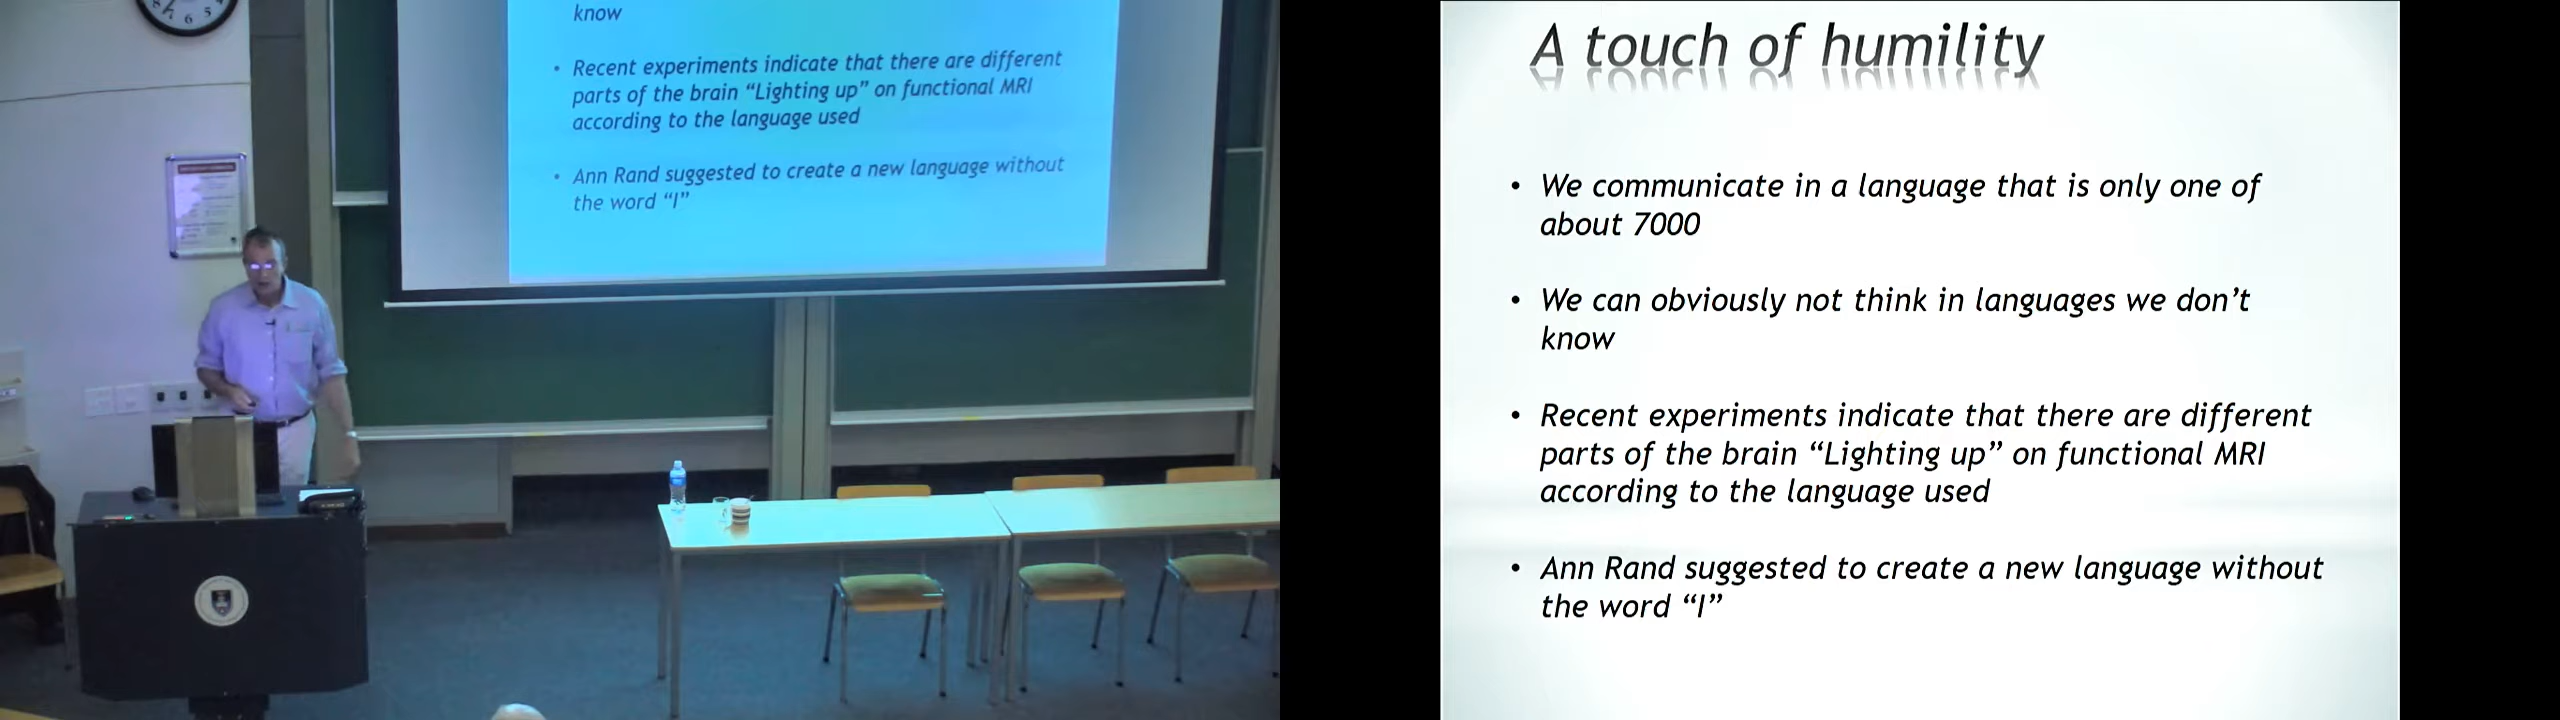 know
• Recent experiments indicate that there are different
parts of the brain “Lighting up” on functional MRI
according to the language used
• Ann Rand suggested to create a new language without
the word “I”
7 6 5
A touch of humility
• We communicate in a language that is only one of
about 7000
• We can obviously not think in languages we don’t
know
• Recent experiments indicate that there are different
parts of the brain “Lighting up” on functional MRI
according to the language used
• Ann Rand suggested to create a new language without
the word “I”